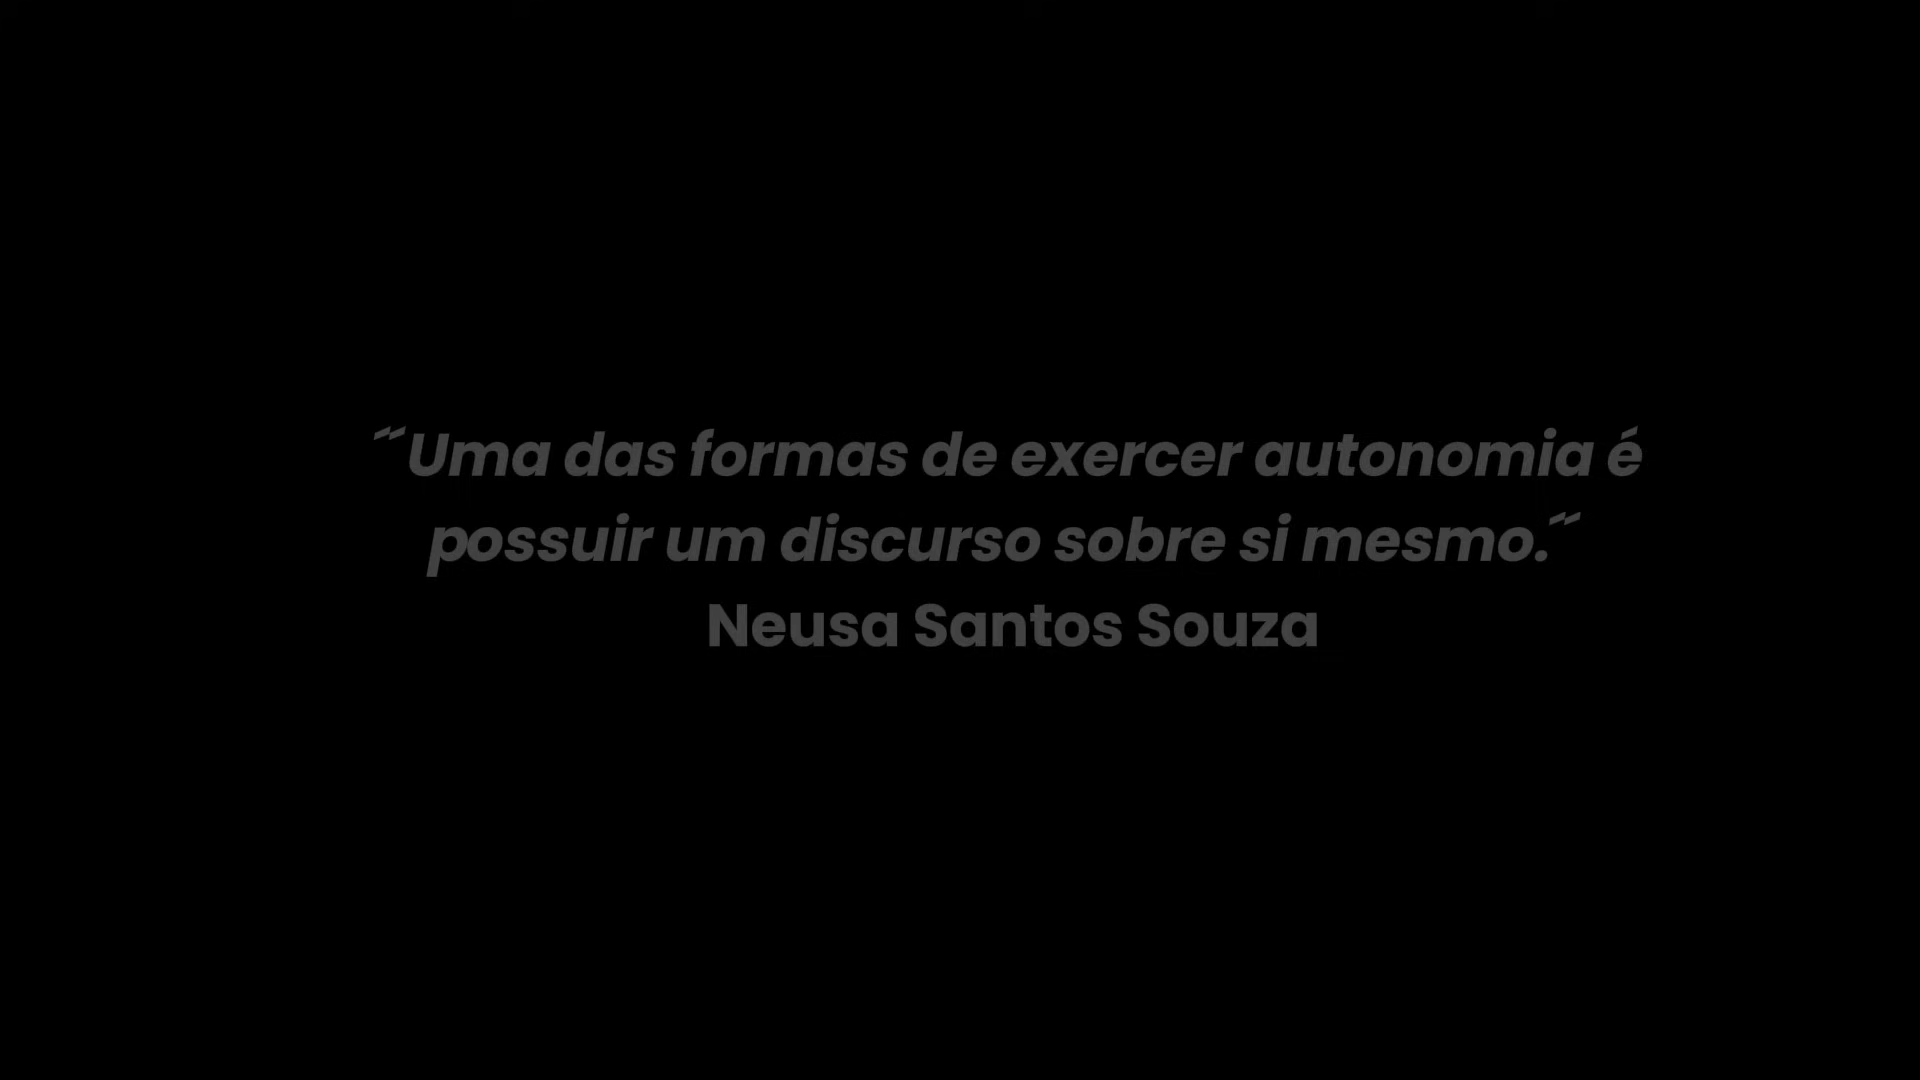 ˝Uma das formas de exercer autonomia é
possuir um discurso sobre si mesmo.˝
Neusa Santos Souza